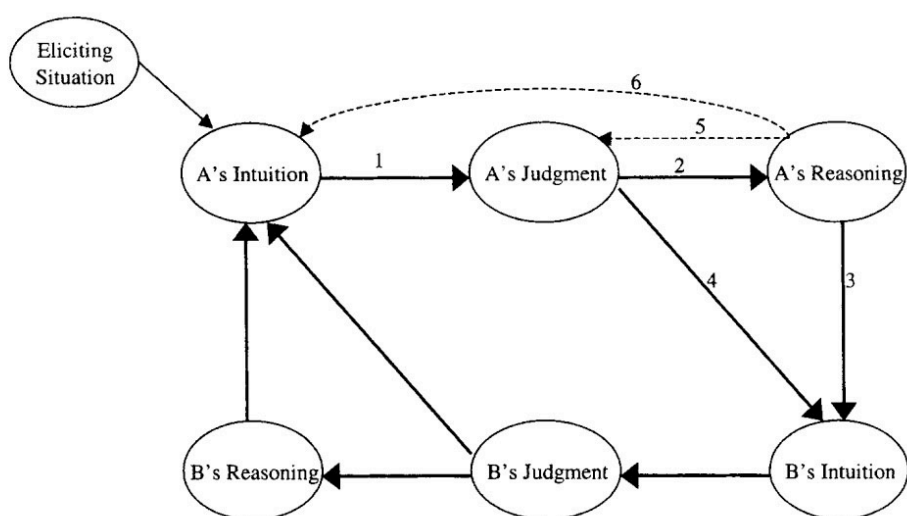 Eliciting
Situation
6
5
A's Intuition
1
A's Judgment
2
A's Reasoning
4
3
B's Reasoning
B's Judgment
B's Intuition